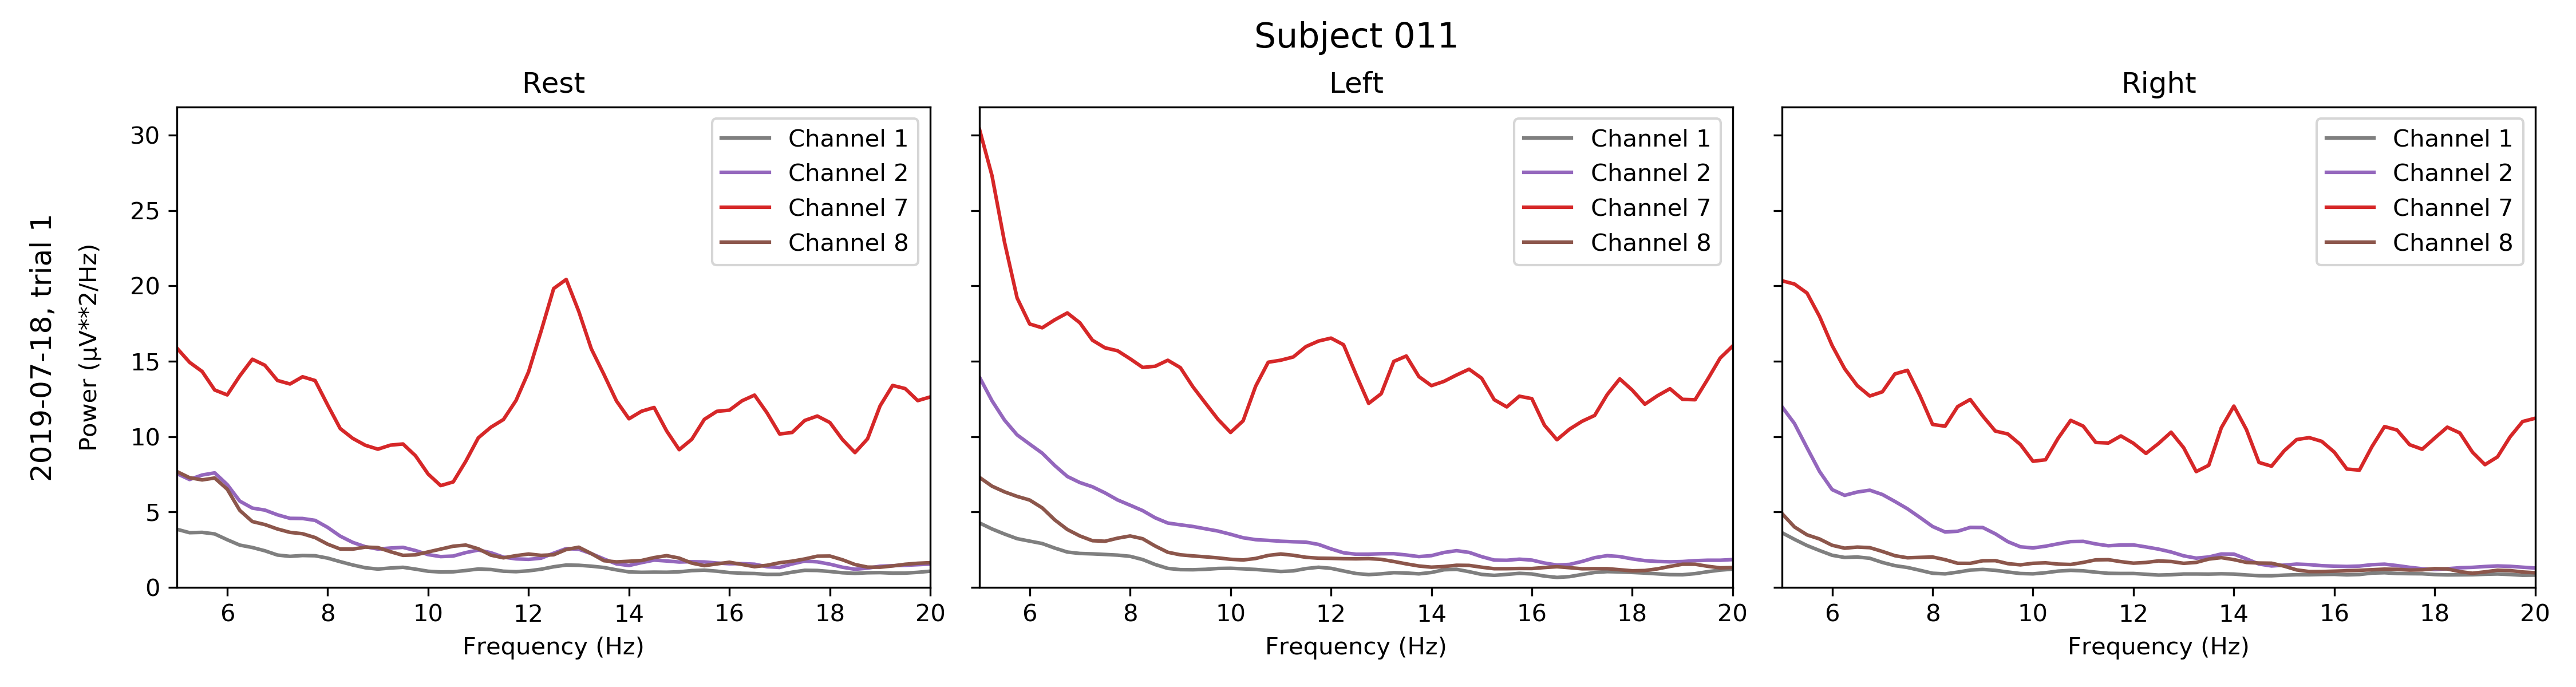 Subject 011
Rest
Left
Right
2019-07-18, trial 1
Power (µV**2/Hz)
30
25
20
15
10
5
0
Channel 1
Channel 2
Channel 7
Channel 8
Channel 1
Channel 2
Channel 7
Channel 8
Channel 1
Channel 2
Channel 7
Channel 8
6 8 10 12 14 16 18 20
6 8 10 12 14 16 18 20
6 8 10 12 14 16 18 20
Frequency (Hz)
Frequency (Hz)
Frequency (Hz)